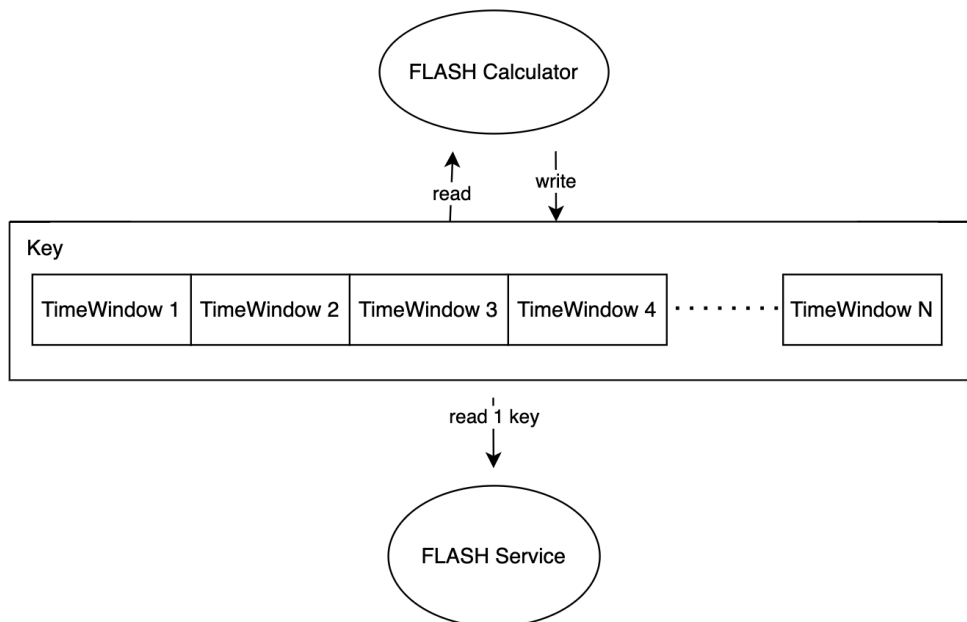 FLASH Calculator
read
write
Key
TimeWindow 1
TimeWindow 2
TimeWindow 3
TimeWindow 4
TimeWindow N
read 1 key
FLASH Service